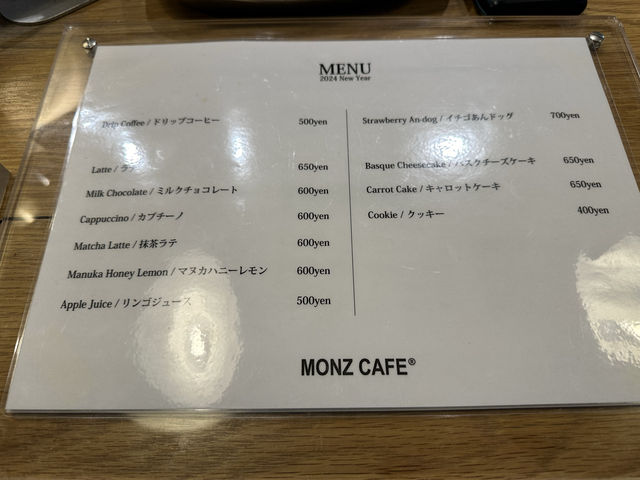 MENU
2024 New Year
Drip Coffee / ドリップコーヒー 500yen
Latte / ラテ 650yen
Milk Chocolate / ミルクチョコレート 600yen
Cappuccino / カプチーノ 600yen
Matcha Latte / 抹茶ラテ 600yen
Manuka Honey Lemon / マヌカハニーレモン 600yen
Apple Juice / リンゴジュース 500yen
Strawberry An-dog / イチゴあんドッグ 700yen
Basque Cheesecake / バスクチーズケーキ 650yen
Carrot Cake / キャロットケーキ 650yen
Cookie / クッキー 400yen
MONZ CAFE®